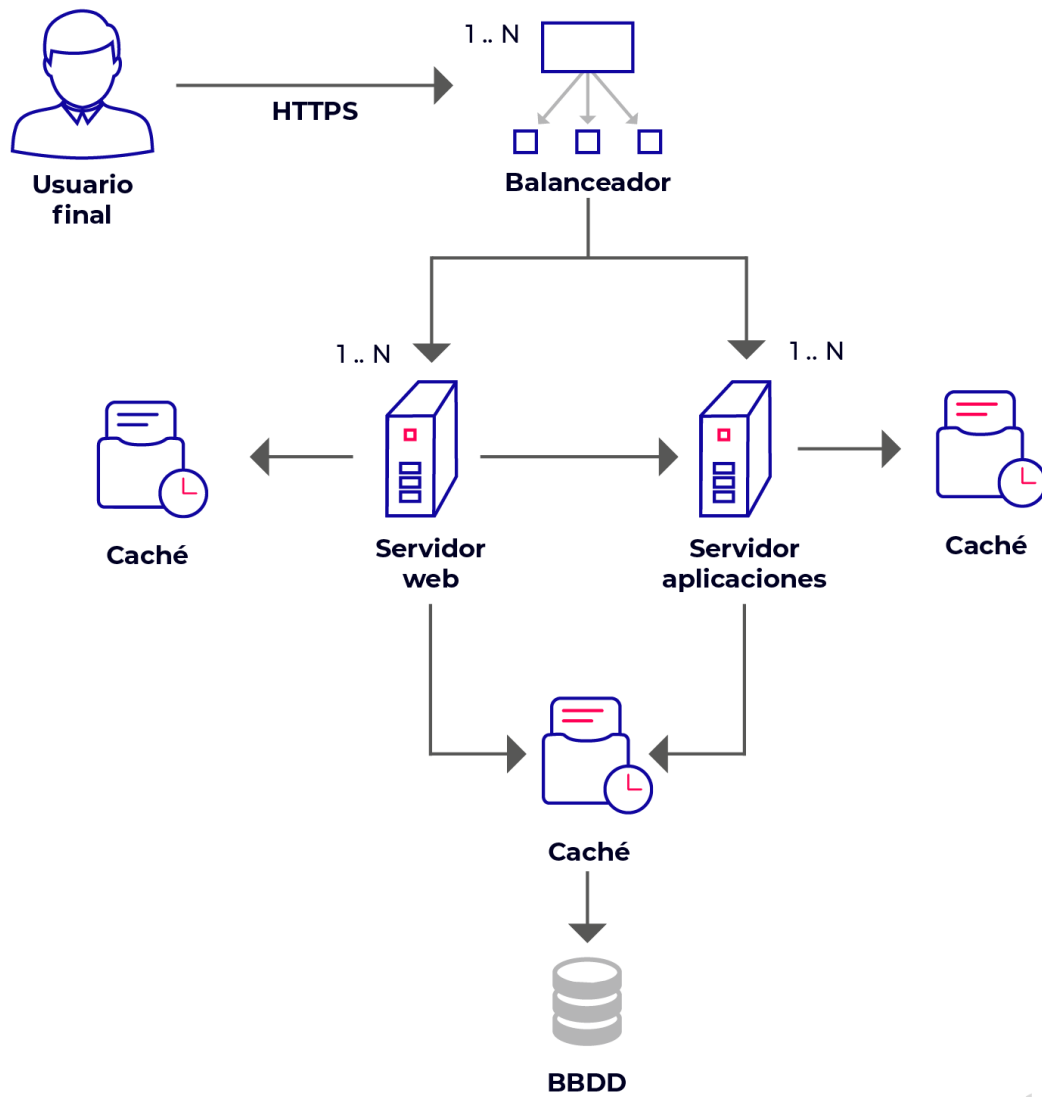 1 .. N
HTTPS
Usuario
final
Balanceador
1 .. N
1 .. N
Caché
Servidor
web
Servidor
aplicaciones
Caché
Caché
BBDD